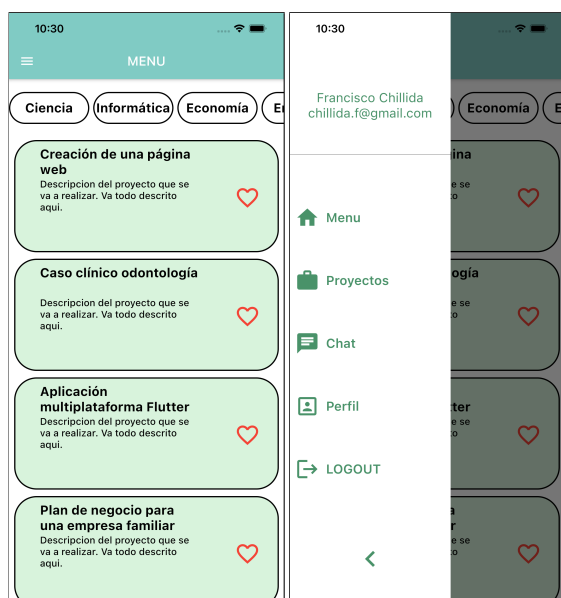 10:30
MENU
Ciencia
Informática
Economía
Creación de una página
web
Descripcion del proyecto que se
va a realizar. Va todo descrito
aqui.
Caso clínico odontología
Descripcion del proyecto que se
va a realizar. Va todo descrito
aqui.
Aplicación
multiplataforma Flutter
Descripcion del proyecto que se
va a realizar. Va todo descrito
aqui.
Plan de negocio para
una empresa familiar
Descripcion del proyecto que se
va a realizar. Va todo descrito
aqui.
10:30
Francisco Chillida
chillida.f@gmail.com
Menu
Proyectos
Chat
Perfil
LOGOUT
Economía